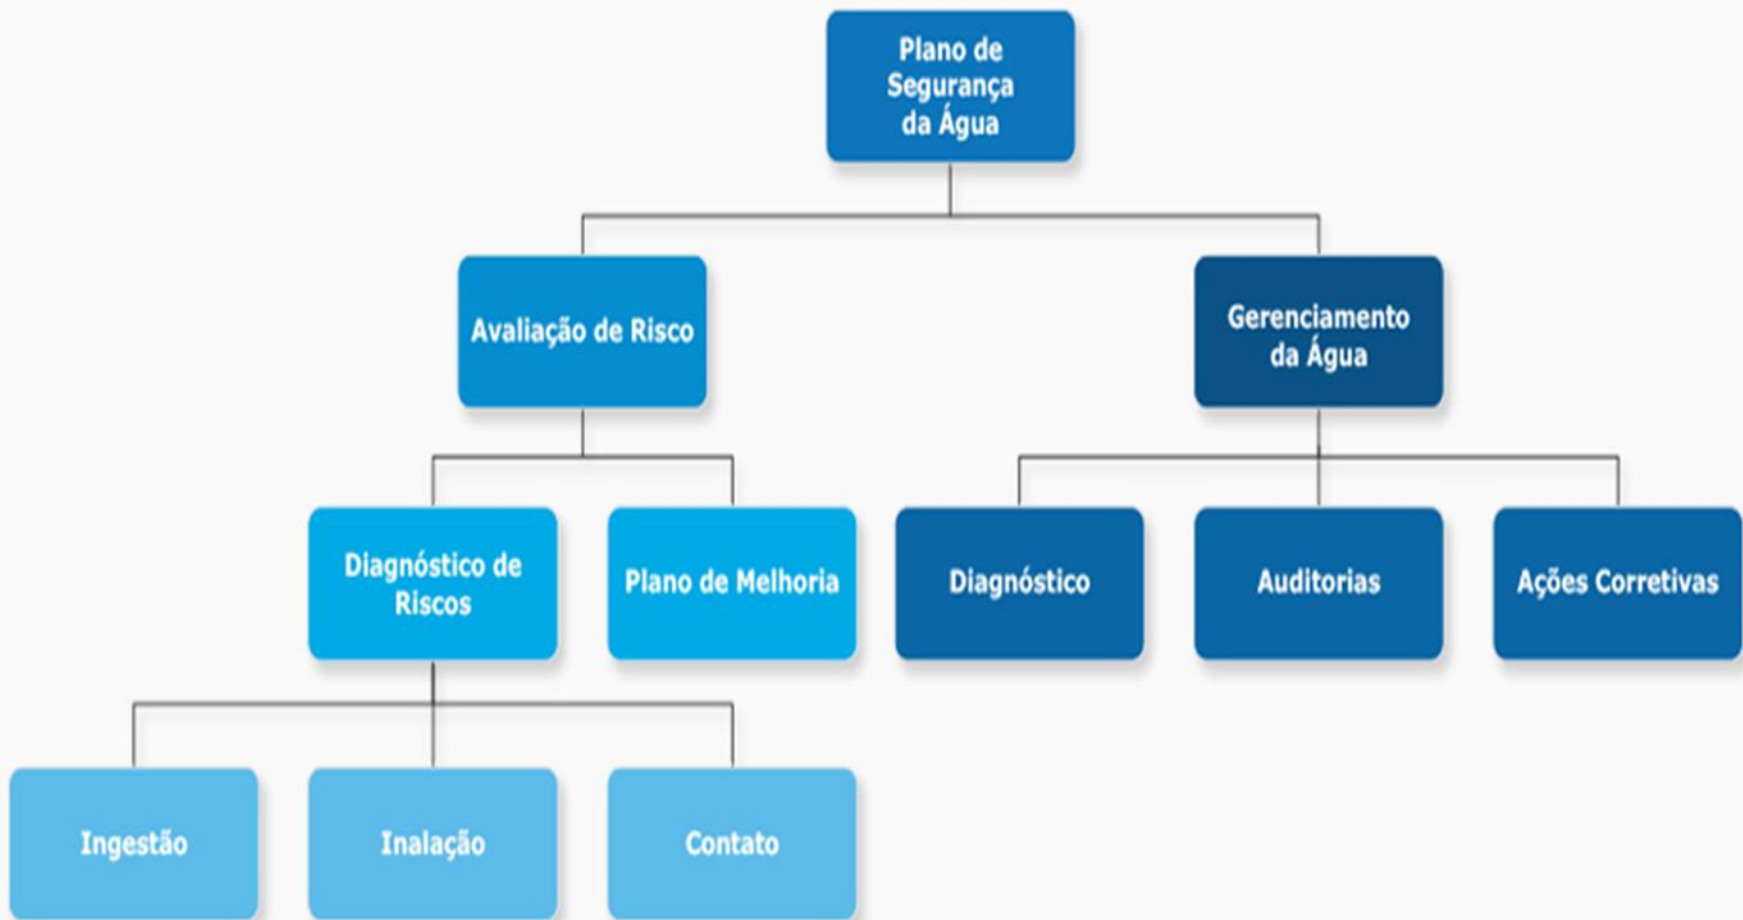 Plano de
Segurança
da Água
Avaliação de Risco
Gerenciamento
da Água
Diagnóstico de
Riscos
Plano de Melhoria
Diagnóstico
Auditorias
Ações Corretivas
Ingestão
Inalação
Contato